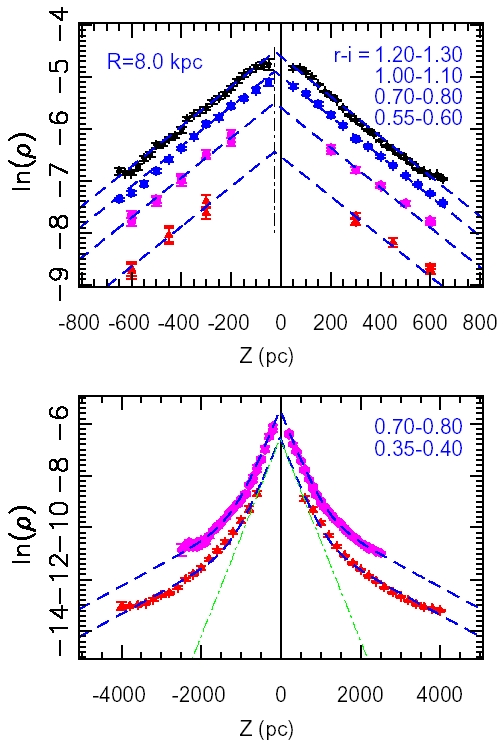 −4
−5
−6
−7
−8
−9
ln(ρ)
R=8.0 kpc
r-i = 1.20-1.30
1.00-1.10
0.70-0.80
0.55-0.60
-800 -600 -400 -200 0 200 400 600 800
Z (pc)
−6
−8
−10
−12
−14
ln(ρ)
0.70-0.80
0.35-0.40
-4000 -2000 0 2000 4000
Z (pc)